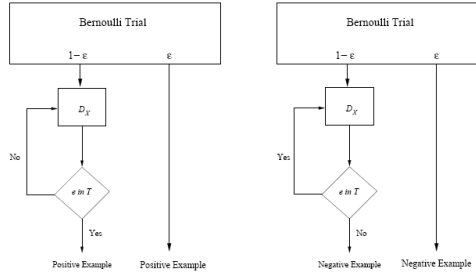 Bernoulli Trial
1− ε
ε
D_X
No
e in T
Yes
Positive Example
Positive Example
Bernoulli Trial
1− ε
ε
D_X
Yes
e in T
No
Negative Example
Negative Example